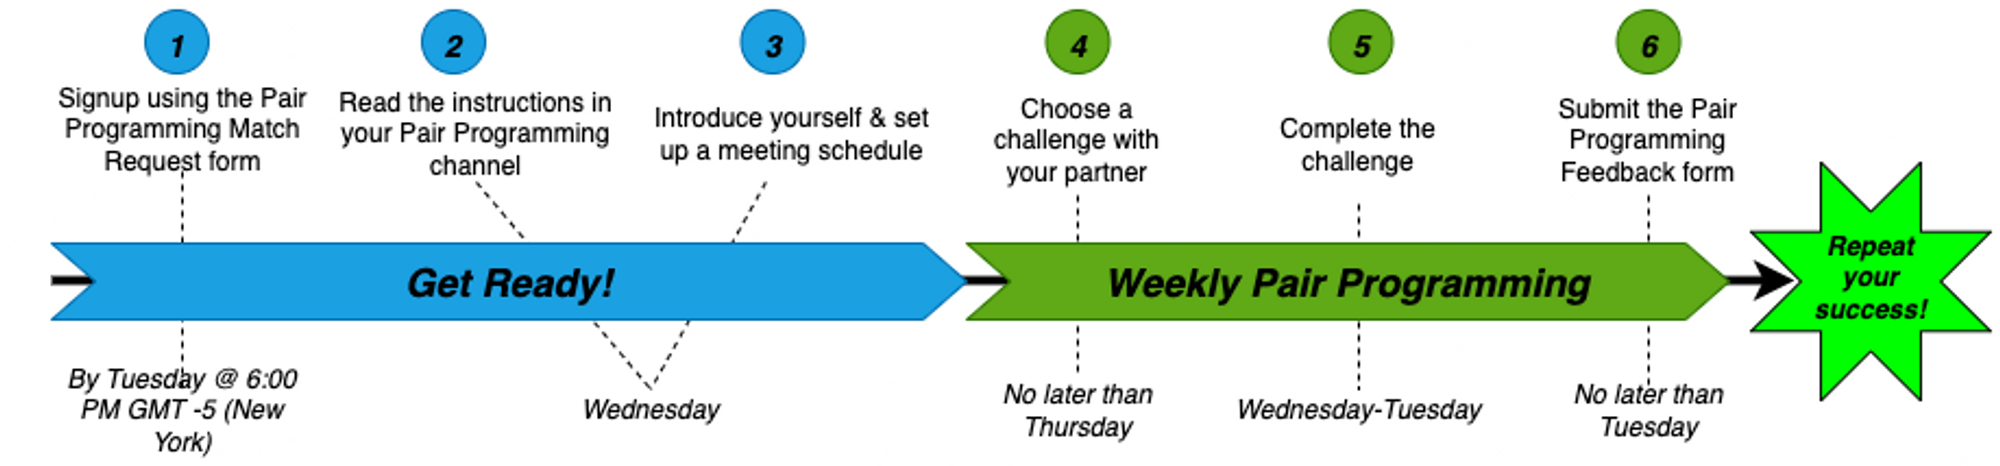 1
Signup using the Pair
Programming Match
Request form
2
Read the instructions in
your Pair Programming
channel
3
Introduce yourself & set
up a meeting schedule
4
Choose a
challenge with
your partner
5
Complete the
challenge
6
Submit the Pair
Programming
Feedback form
Get Ready!
Weekly Pair Programming
Repeat
your
success!
By Tuesday @ 6:00
PM GMT -5 (New
York)
Wednesday
No later than
Thursday
Wednesday-Tuesday
No later than
Tuesday